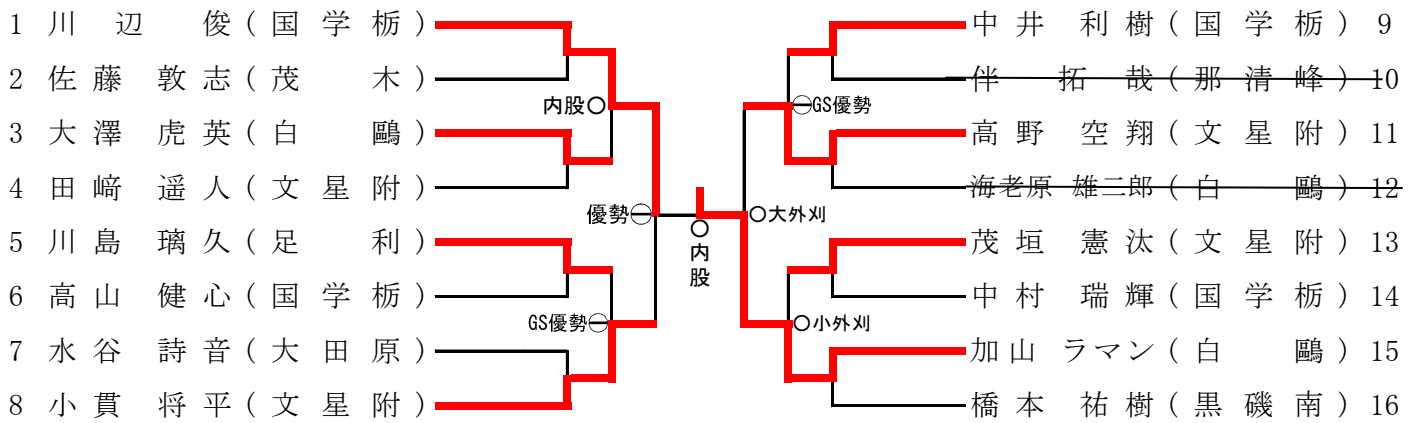 1 川辺 俊(国学栃)
2 佐藤 敦志(茂木)
3 大澤 虎英(白鷗)
4 田﨑 遥人(文星附)
5 川島 璃久(足利)
6 高山 健心(国学栃)
7 水谷 詩音(大田原)
8 小貫 将平(文星附)
内股○
優勢○
GS優勢○
○内股
○GS優勢
○大外刈
○小外刈
中井 利樹(国学栃) 9
伴 拓哉(那清峰) 10
高野 空翔(文星附) 11
海老原 雄二郎(白鷗) 12
茂垣 憲汰(文星附) 13
中村 瑞輝(国学栃) 14
加山 ラマン(白鷗) 15
橋本 祐樹(黒磯南) 16